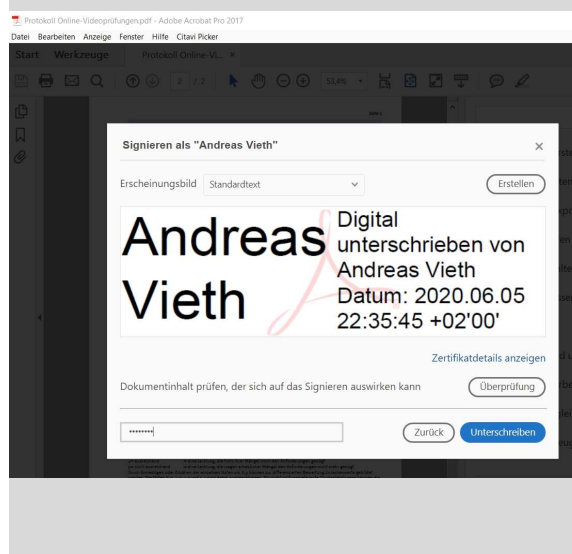 Protokoll Online-Videoprüfungen.pdf - Adobe Acrobat Pro 2017
Datei Bearbeiten Anzeige Fenster Hilfe Citavi Picker
Start Werkzeuge Protokoll Online-Vi... ×
2 / 2 53,4%
Signieren als "Andreas Vieth"
Erscheinungsbild Standardtext Erstellen
Andreas
Vieth
Digital
unterschrieben von
Andreas Vieth
Datum: 2020.06.05
22:35:45 +02'00'
Zertifikatdetails anzeigen
Dokumentinhalt prüfen, der sich auf das Signieren auswirken kann Überprüfung
********
Zurück Unterschreiben